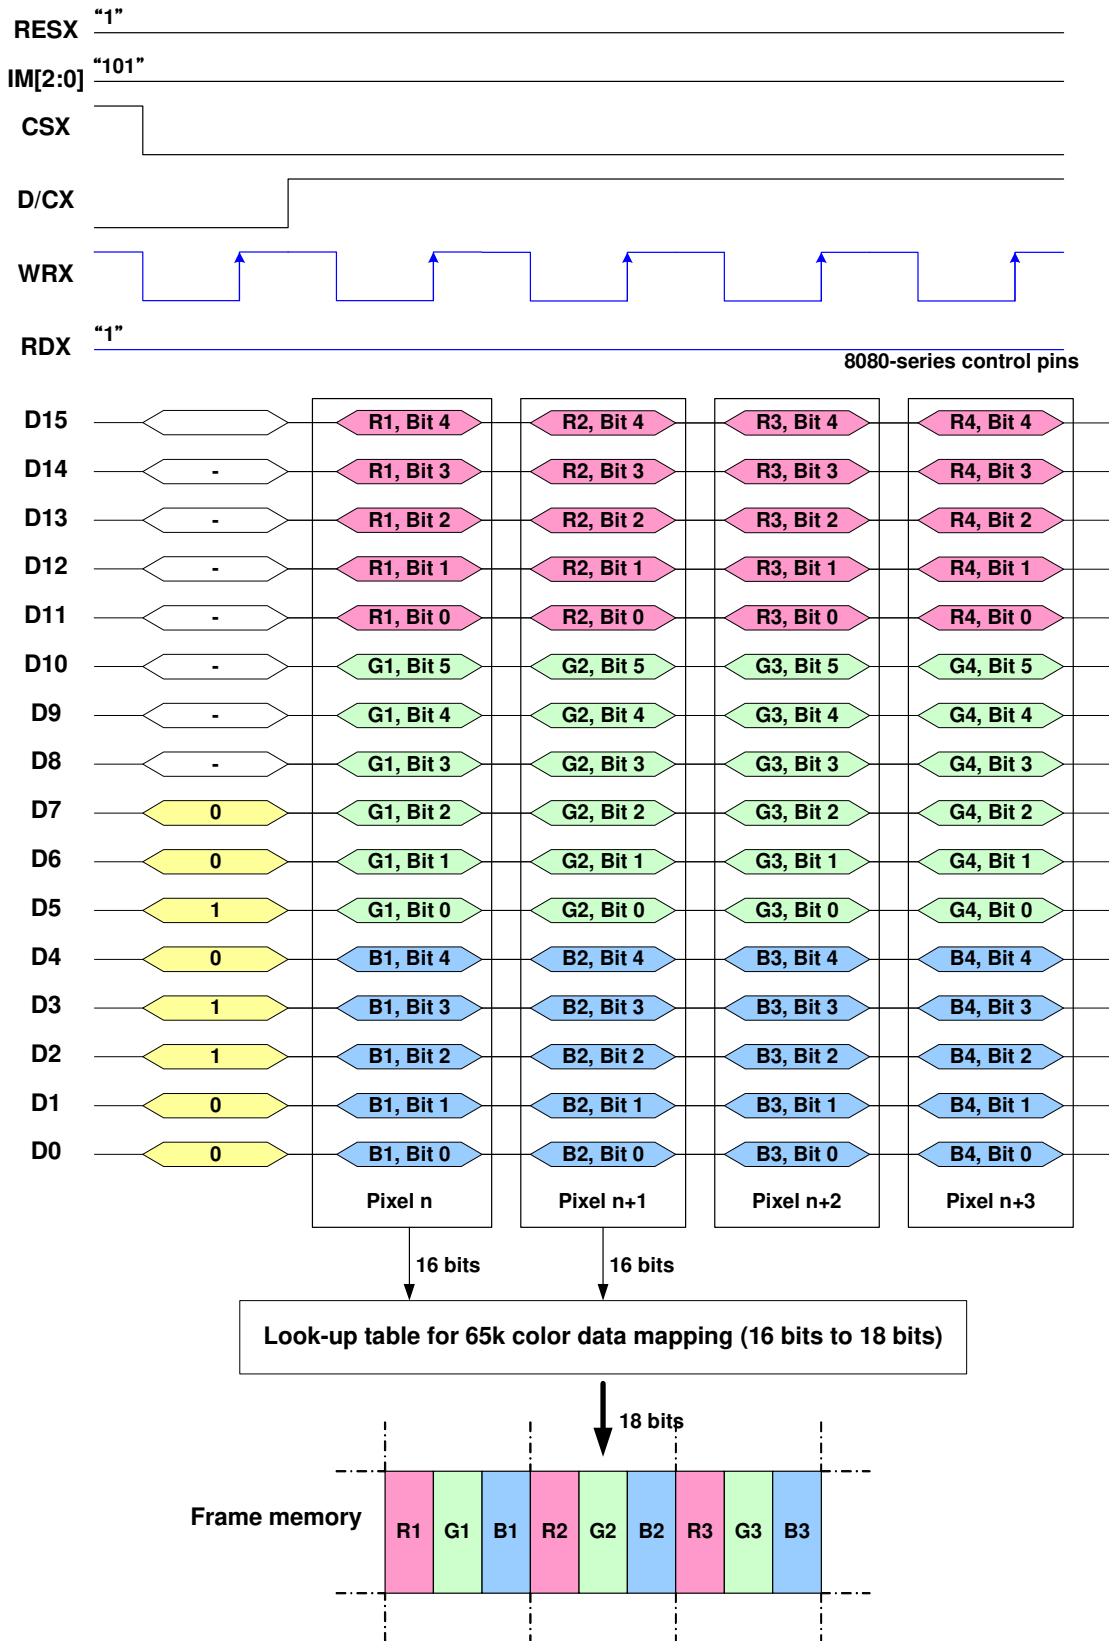 RESX "1"
IM[2:0] "101"
CSX
D/CX
WRX
RDX "1"
8080-series control pins
D15 R1, Bit 4 R2, Bit 4 R3, Bit 4 R4, Bit 4
D14 - R1, Bit 3 R2, Bit 3 R3, Bit 3 R4, Bit 3
D13 - R1, Bit 2 R2, Bit 2 R3, Bit 2 R4, Bit 2
D12 - R1, Bit 1 R2, Bit 1 R3, Bit 1 R4, Bit 1
D11 - R1, Bit 0 R2, Bit 0 R3, Bit 0 R4, Bit 0
D10 - G1, Bit 5 G2, Bit 5 G3, Bit 5 G4, Bit 5
D9 - G1, Bit 4 G2, Bit 4 G3, Bit 4 G4, Bit 4
D8 - G1, Bit 3 G2, Bit 3 G3, Bit 3 G4, Bit 3
D7 0 G1, Bit 2 G2, Bit 2 G3, Bit 2 G4, Bit 2
D6 0 G1, Bit 1 G2, Bit 1 G3, Bit 1 G4, Bit 1
D5 1 G1, Bit 0 G2, Bit 0 G3, Bit 0 G4, Bit 0
D4 0 B1, Bit 4 B2, Bit 4 B3, Bit 4 B4, Bit 4
D3 1 B1, Bit 3 B2, Bit 3 B3, Bit 3 B4, Bit 3
D2 1 B1, Bit 2 B2, Bit 2 B3, Bit 2 B4, Bit 2
D1 0 B1, Bit 1 B2, Bit 1 B3, Bit 1 B4, Bit 1
D0 0 B1, Bit 0 B2, Bit 0 B3, Bit 0 B4, Bit 0
Pixel n Pixel n+1 Pixel n+2 Pixel n+3
16 bits 16 bits
Look-up table for 65k color data mapping (16 bits to 18 bits)
18 bits
Frame memory R1 G1 B1 R2 G2 B2 R3 G3 B3